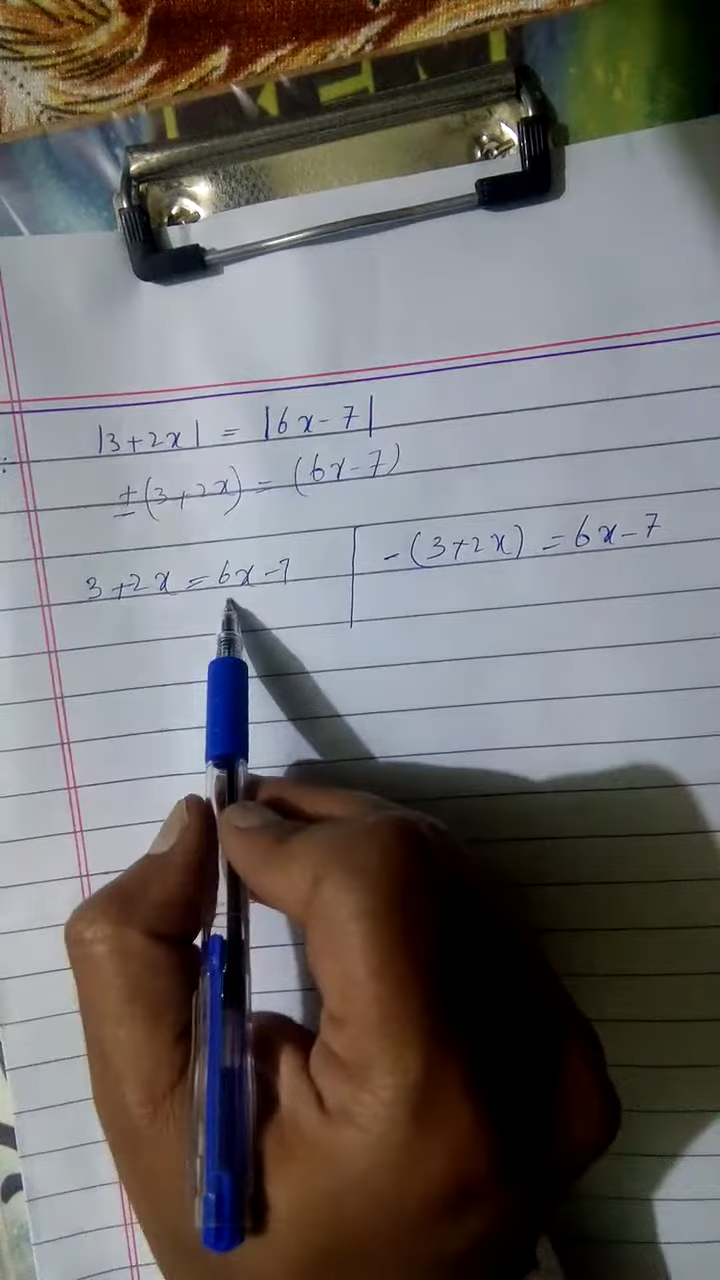 |3+2x| = |6x-7|
±(3+2x) = (6x-7)
3+2x = 6x-7
-(3+2x) = 6x-7